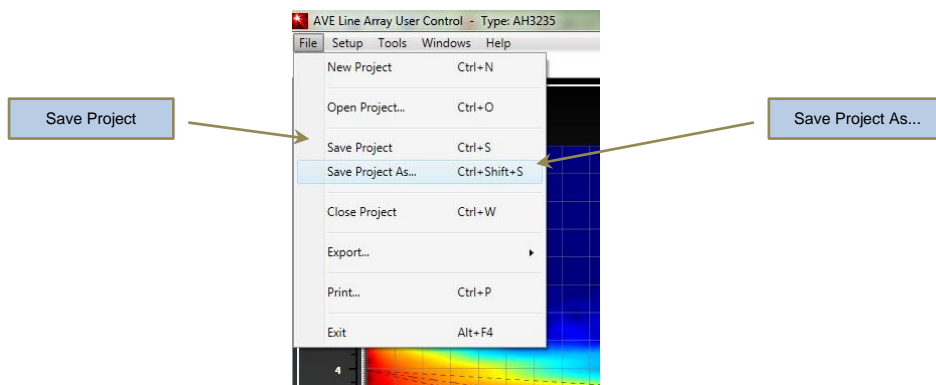 AVE Line Array User Control - Type: AH3235
File Setup Tools Windows Help
New Project Ctrl+N
Open Project... Ctrl+O
Save Project
Save Project Ctrl+S
Save Project As...
Save Project As... Ctrl+Shift+S
Close Project Ctrl+W
Export...
Print... Ctrl+P
Exit Alt+F4
4